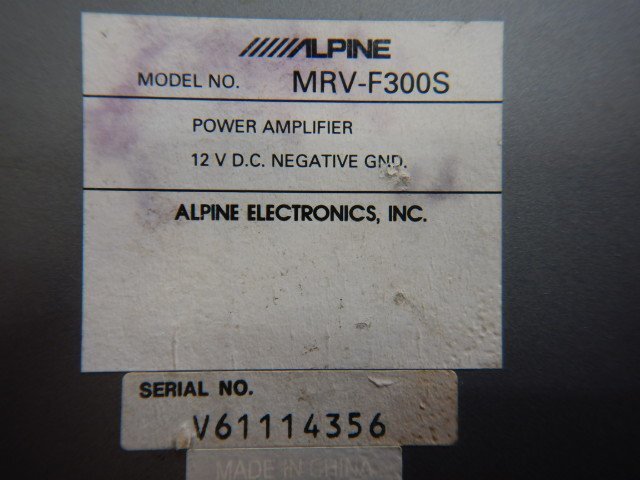 ALPINE
MODEL NO. MRV-F300S
POWER AMPLIFIER
12 V D.C. NEGATIVE GND.
ALPINE ELECTRONICS, INC.
SERIAL NO.
V61114356
MADE IN CHINA